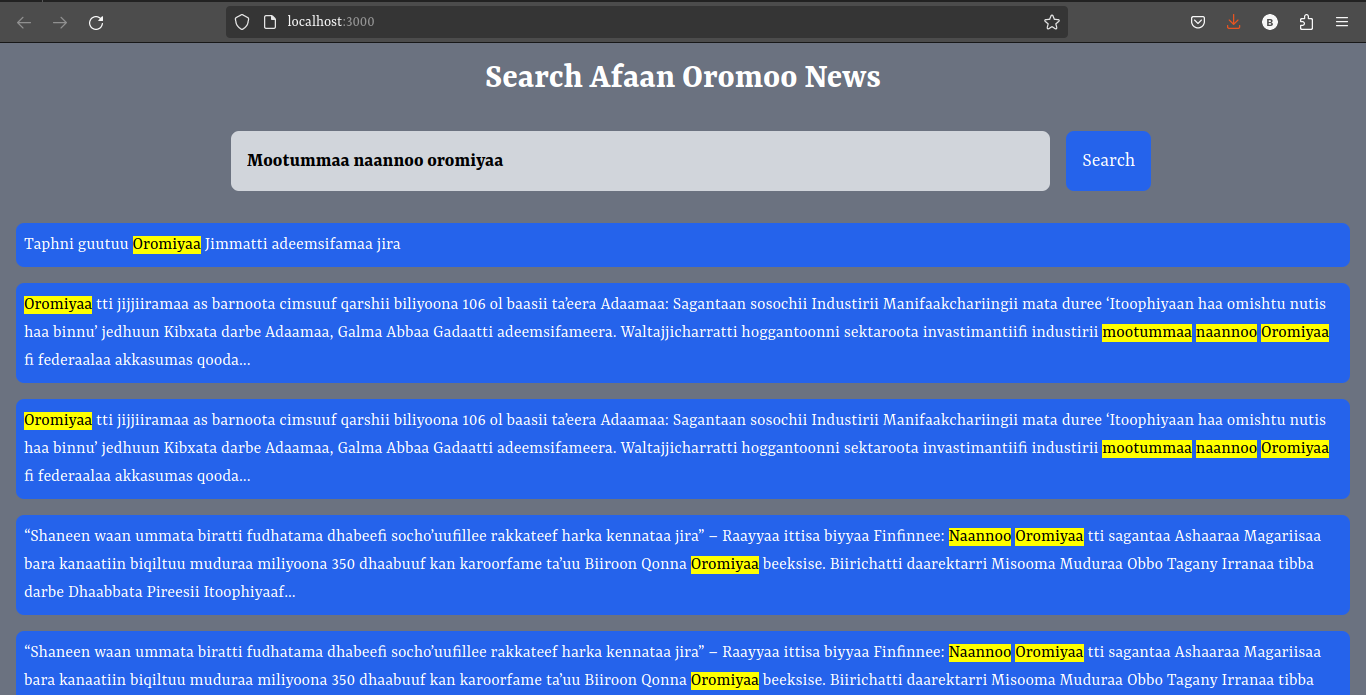 localhost:3000
B
Search Afaan Oromoo News
Mootummaa naannoo oromiyaa
Search
Taphni guutuu Oromiyaa Jimmatti adeemsifamaa jira
Oromiyaa tti jijjiiramaa as barnoota cimsuuf qarshii biliyoona 106 ol baasii ta’eera Adaamaa: Sagantaan sosochii Industirii Manifaakchariingii mata duree ‘Itoophiyaan haa omishtu nutis
haa binnu’ jedhuun Kibxata darbe Adaamaa, Galma Abbaa Gadaatti adeemsifameera. Waltajjicharratti hoggantoonni sektaroota invastimantiifi industirii mootummaa naannoo Oromiyaa
fi federaalaa akkasumas qooda...
Oromiyaa tti jijjiiramaa as barnoota cimsuuf qarshii biliyoona 106 ol baasii ta’eera Adaamaa: Sagantaan sosochii Industirii Manifaakchariingii mata duree ‘Itoophiyaan haa omishtu nutis
haa binnu’ jedhuun Kibxata darbe Adaamaa, Galma Abbaa Gadaatti adeemsifameera. Waltajjicharratti hoggantoonni sektaroota invastimantiifi industirii mootummaa naannoo Oromiyaa
fi federaalaa akkasumas qooda...
“Shaneen waan ummata biratti fudhatama dhabeefi socho’uufillee rakkateef harka kennataa jira” – Raayyaa ittisa biyyaa Finfinnee: Naannoo Oromiyaa tti sagantaa Ashaaraa Magariisaa
bara kanaatiin biqiltuu muduraa miliyoona 350 dhaabuuf kan karoorfame ta’uu Biiroon Qonna Oromiyaa beeksise. Biirichatti daarektarri Misooma Muduraa Obbo Tagany Irranaa tibba
darbe Dhaabbata Pireesii Itoophiyaaf...
“Shaneen waan ummata biratti fudhatama dhabeefi socho’uufillee rakkateef harka kennataa jira” – Raayyaa ittisa biyyaa Finfinnee: Naannoo Oromiyaa tti sagantaa Ashaaraa Magariisaa
bara kanaatiin biqiltuu muduraa miliyoona 350 dhaabuuf kan karoorfame ta’uu Biiroon Qonna Oromiyaa beeksise. Biirichatti daarektarri Misooma Muduraa Obbo Tagany Irranaa tibba